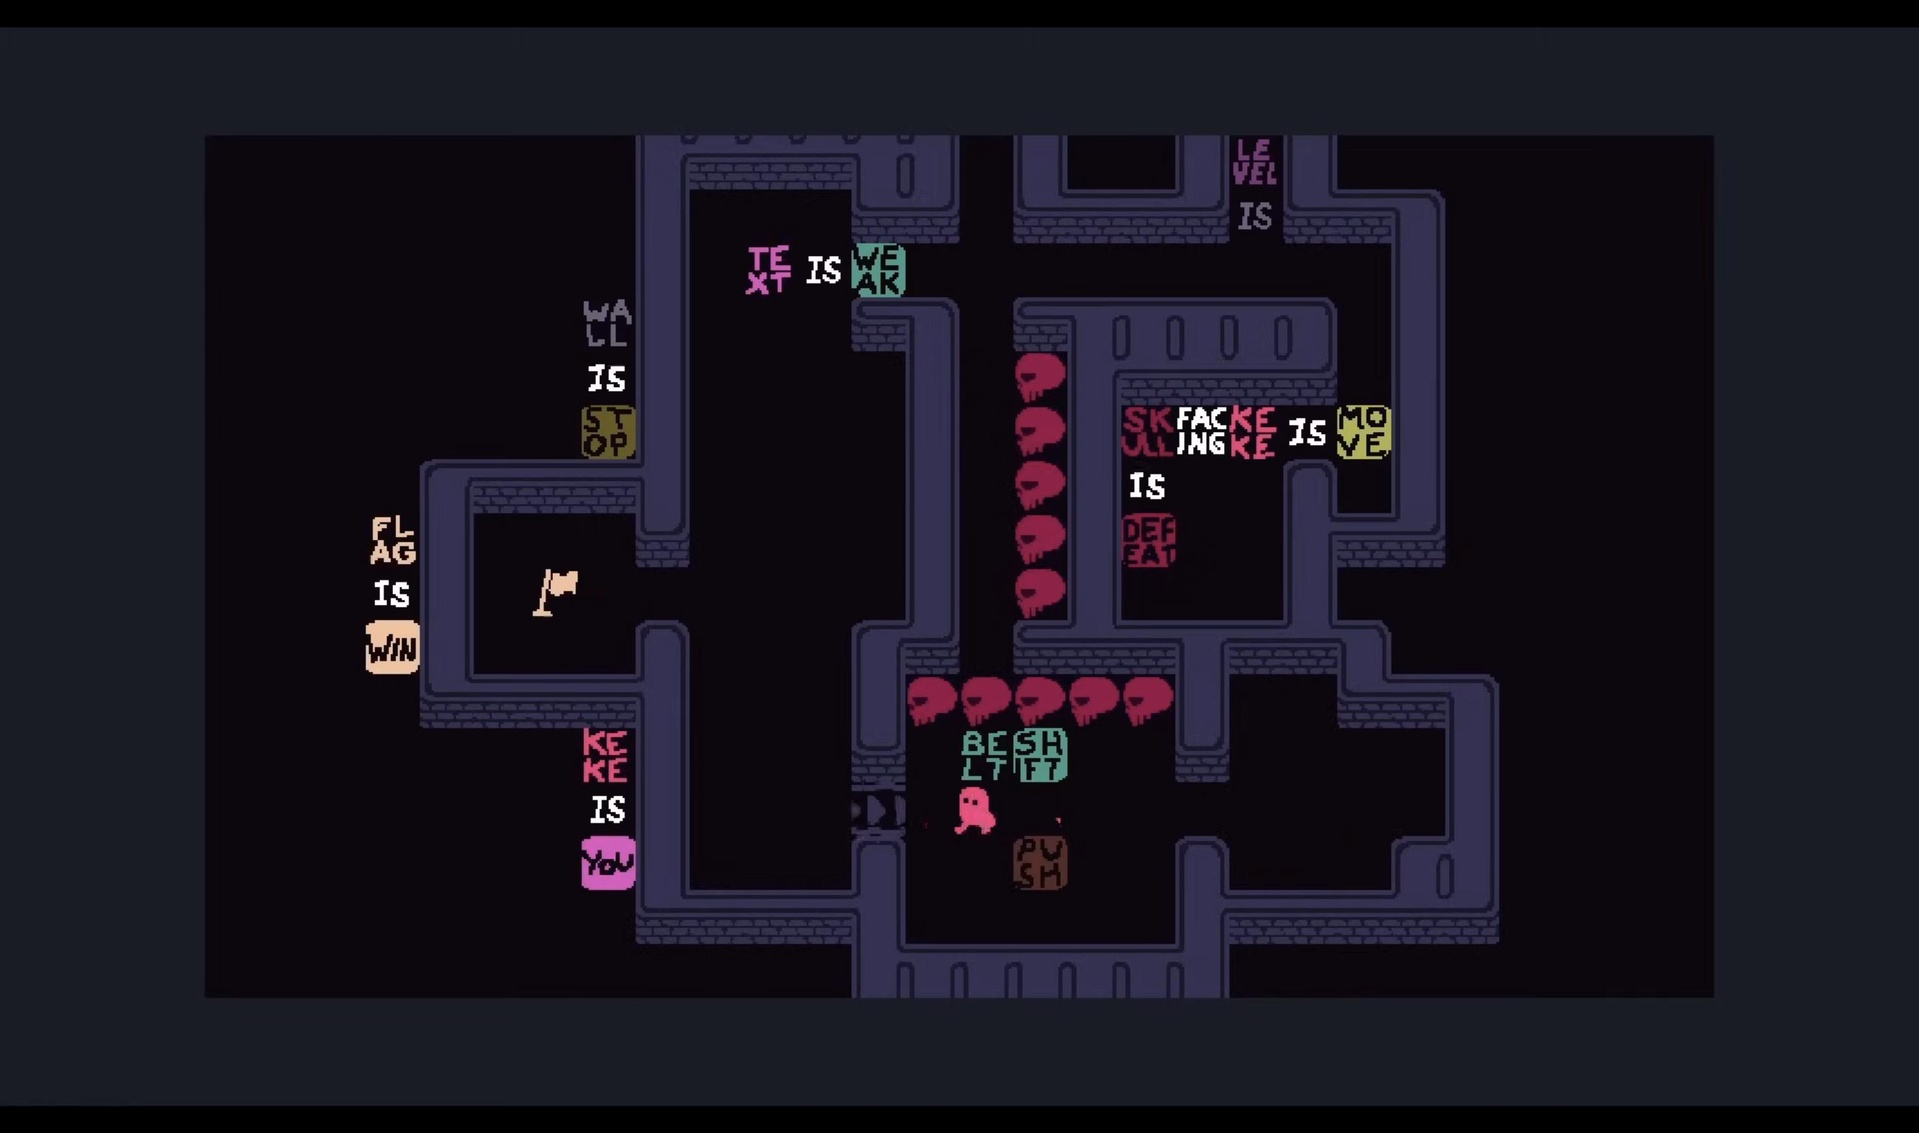 LEVEL
IS
TEXT IS WEAK
WALL
IS
STOP
SKULL FACING KEKE IS MOVE
IS
DEFEAT
FLAG
IS
WIN
KEKE
IS
YOU
BELT SHIFT
PUSH